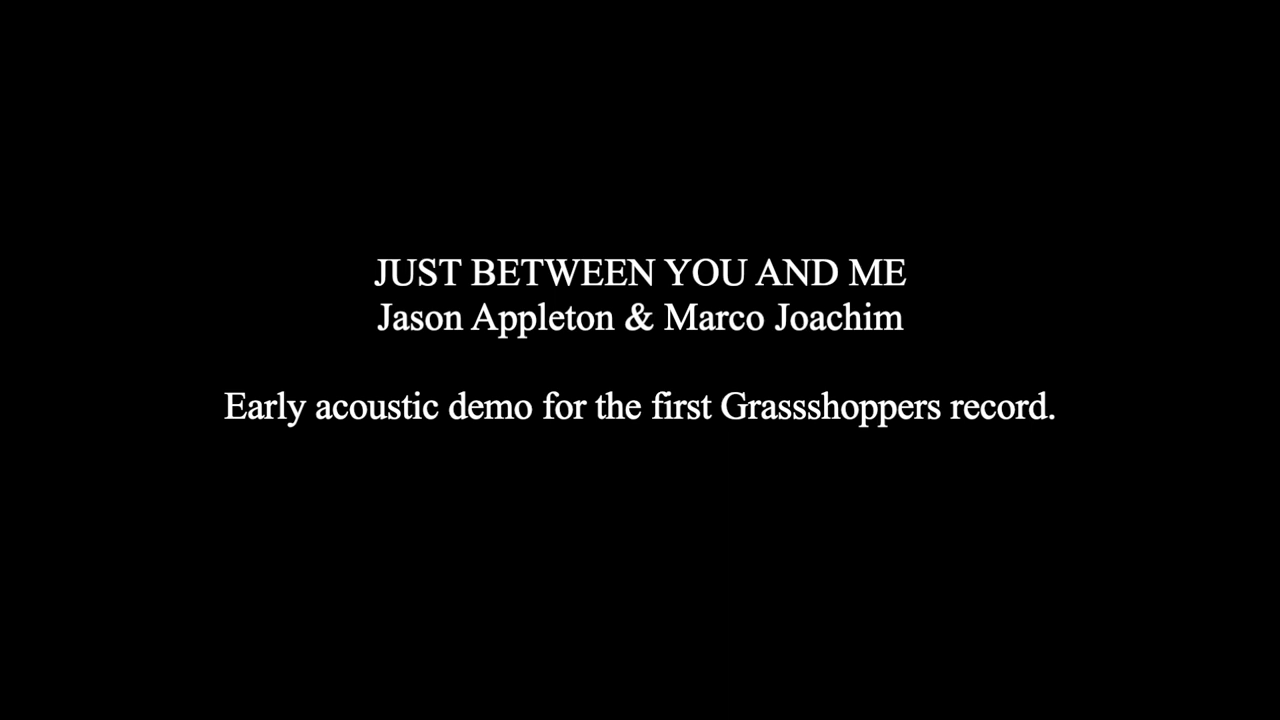 JUST BETWEEN YOU AND ME
Jason Appleton & Marco Joachim
Early acoustic demo for the first Grassshoppers record.